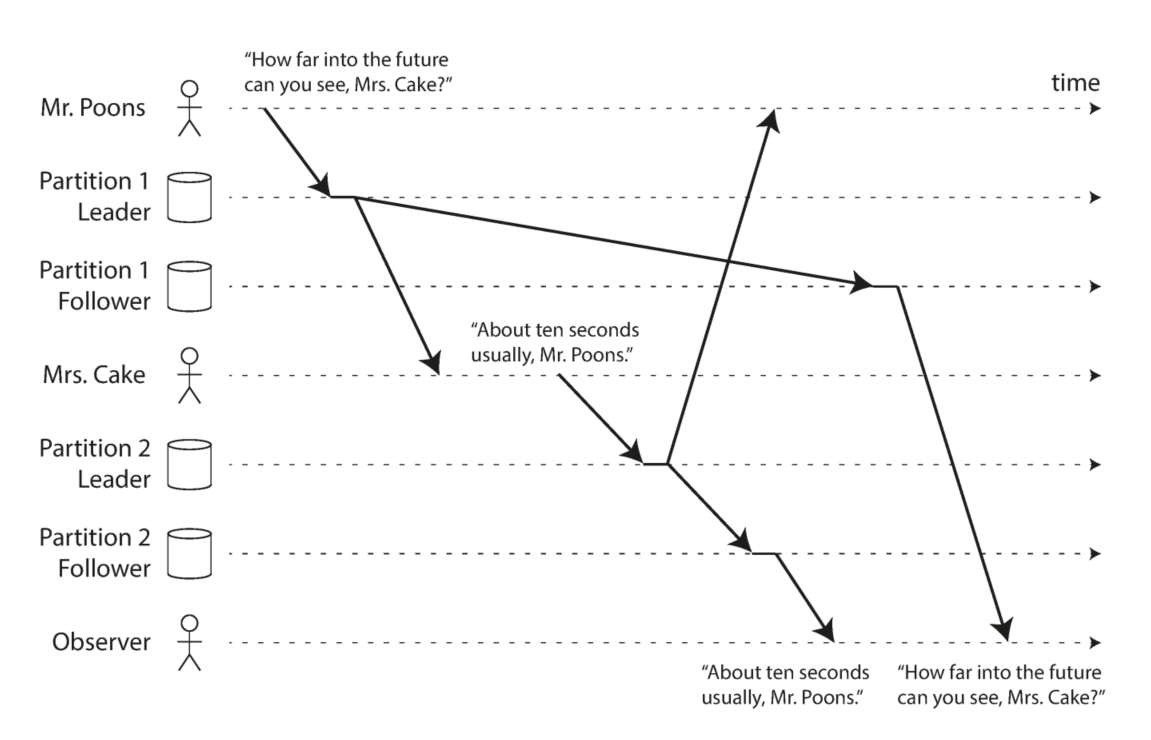 “How far into the future
can you see, Mrs. Cake?”
time
Mr. Poons
Partition 1
Leader
Partition 1
Follower
“About ten seconds
usually, Mr. Poons.”
Mrs. Cake
Partition 2
Leader
Partition 2
Follower
Observer
“About ten seconds
usually, Mr. Poons.”
“How far into the future
can you see, Mrs. Cake?”